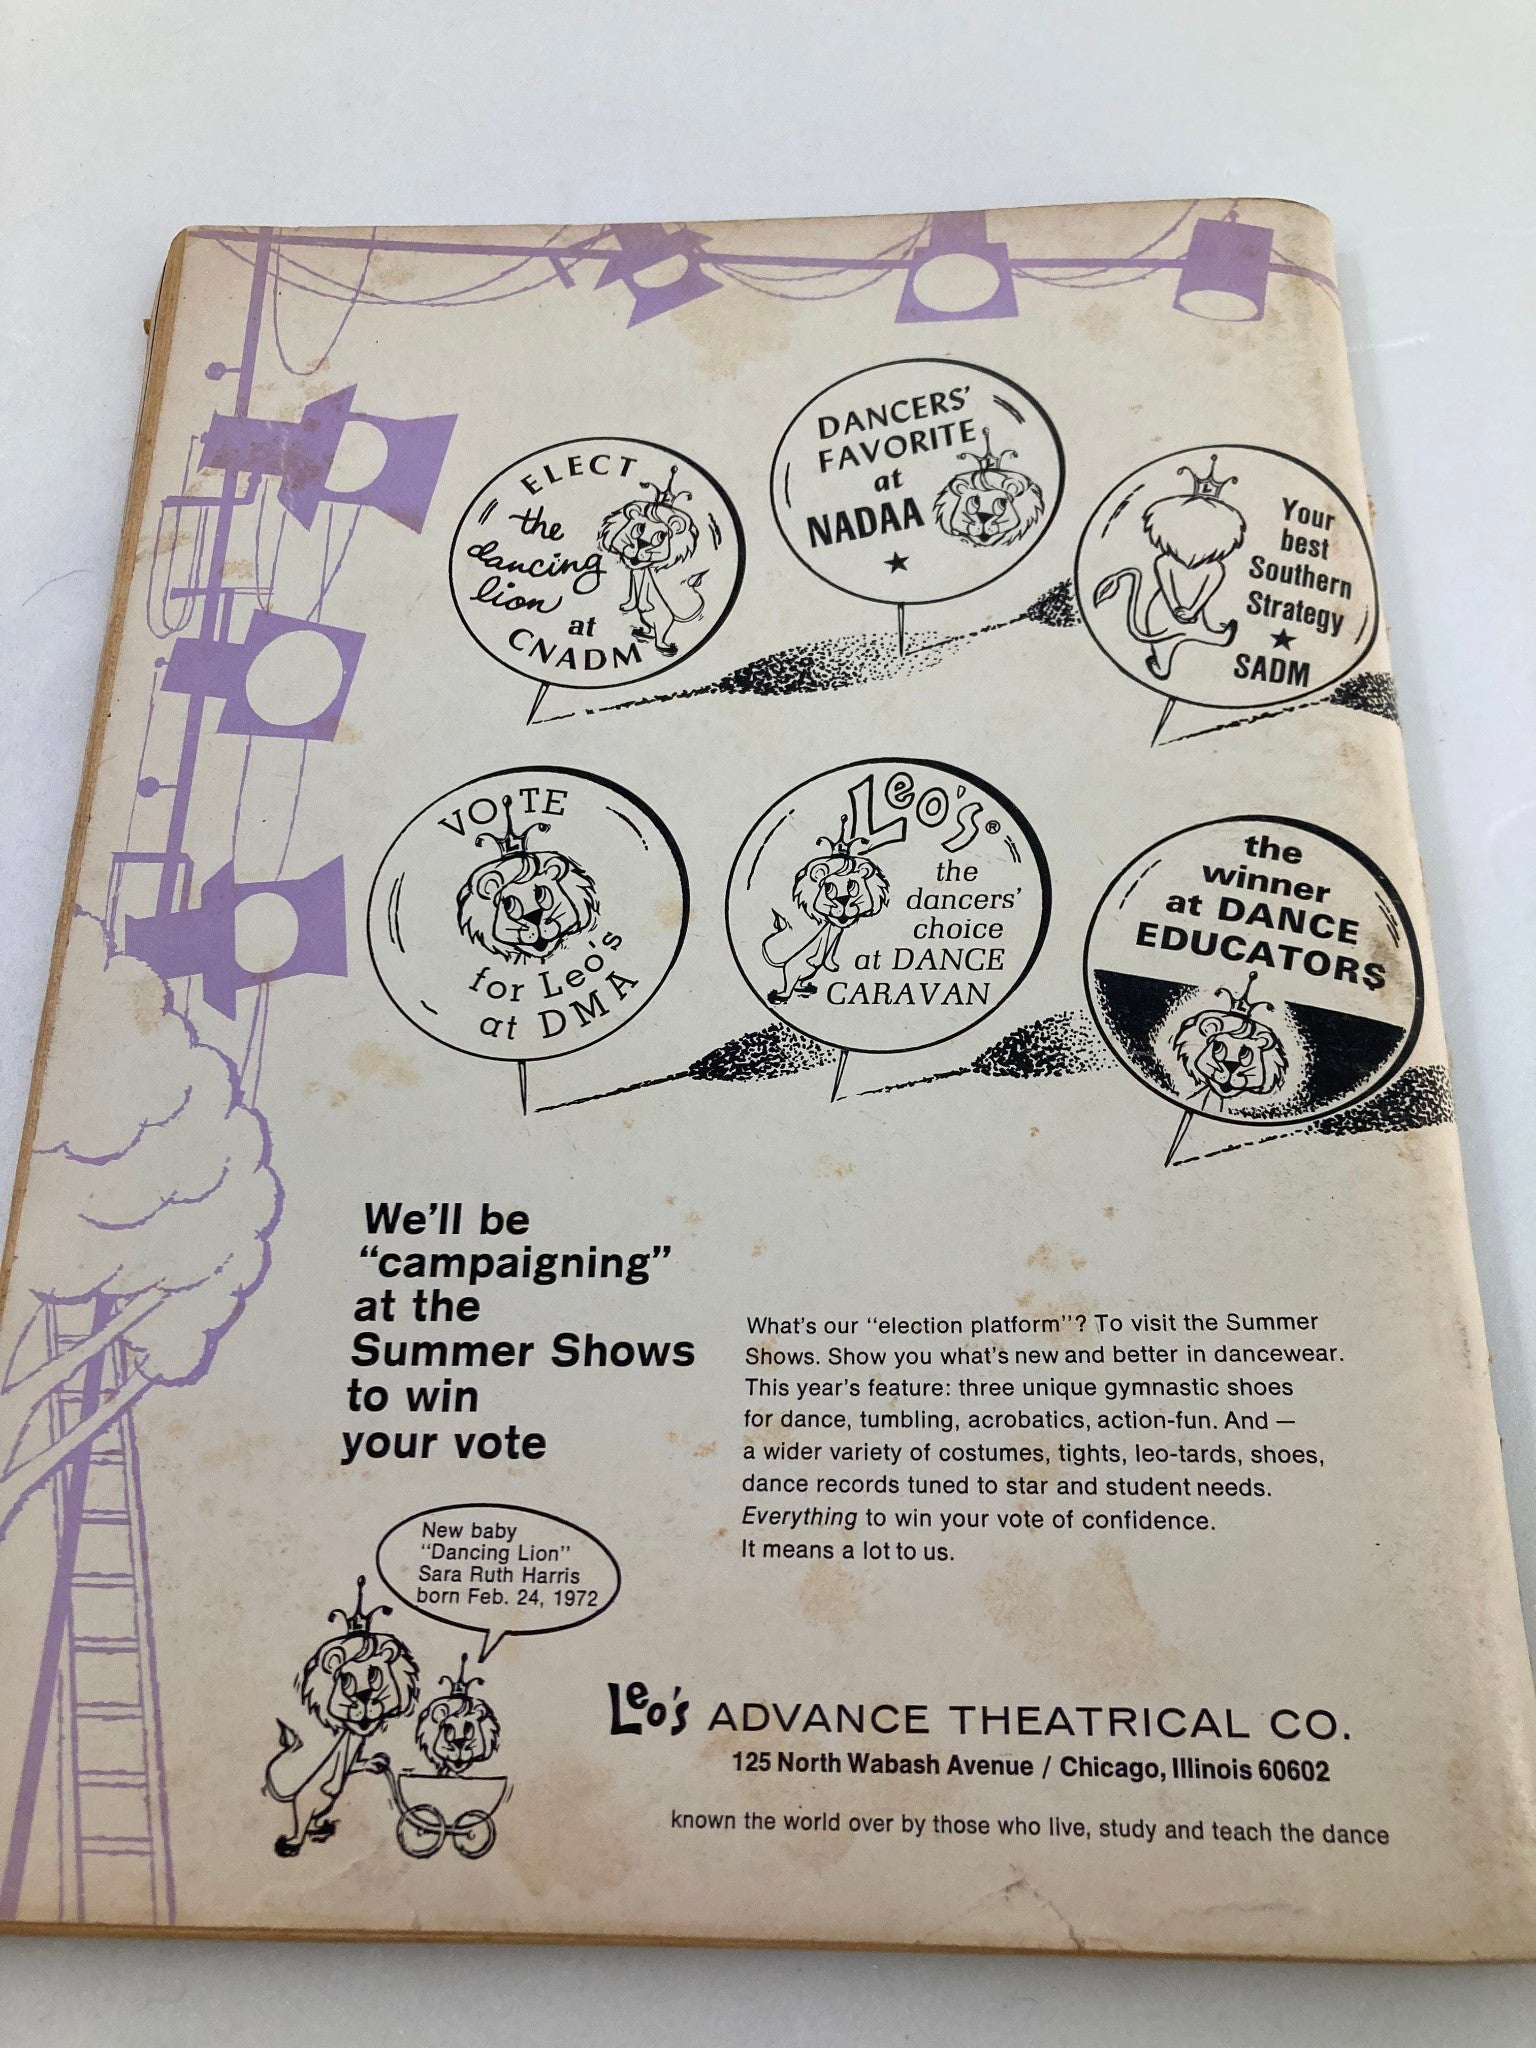 ELECT
the
dancing
lion
at
CNADM
DANCERS'
FAVORITE
at
NADAA
Your
best
Southern
Strategy
SADM
VOTE
for Leo's
at DMA
Leo's®
the
dancers'
choice
at DANCE
CARAVAN
the
winner
at DANCE
EDUCATORS
We'll be
"campaigning"
at the
Summer Shows
to win
your vote
What's our "election platform"? To visit the Summer
Shows. Show you what's new and better in dancewear.
This year's feature: three unique gymnastic shoes
for dance, tumbling, acrobatics, action-fun. And —
a wider variety of costumes, tights, leo-tards, shoes,
dance records tuned to star and student needs.
Everything to win your vote of confidence.
It means a lot to us.
New baby
"Dancing Lion"
Sara Ruth Harris
born Feb. 24, 1972
Leo's ADVANCE THEATRICAL CO.
125 North Wabash Avenue / Chicago, Illinois 60602
known the world over by those who live, study and teach the dance